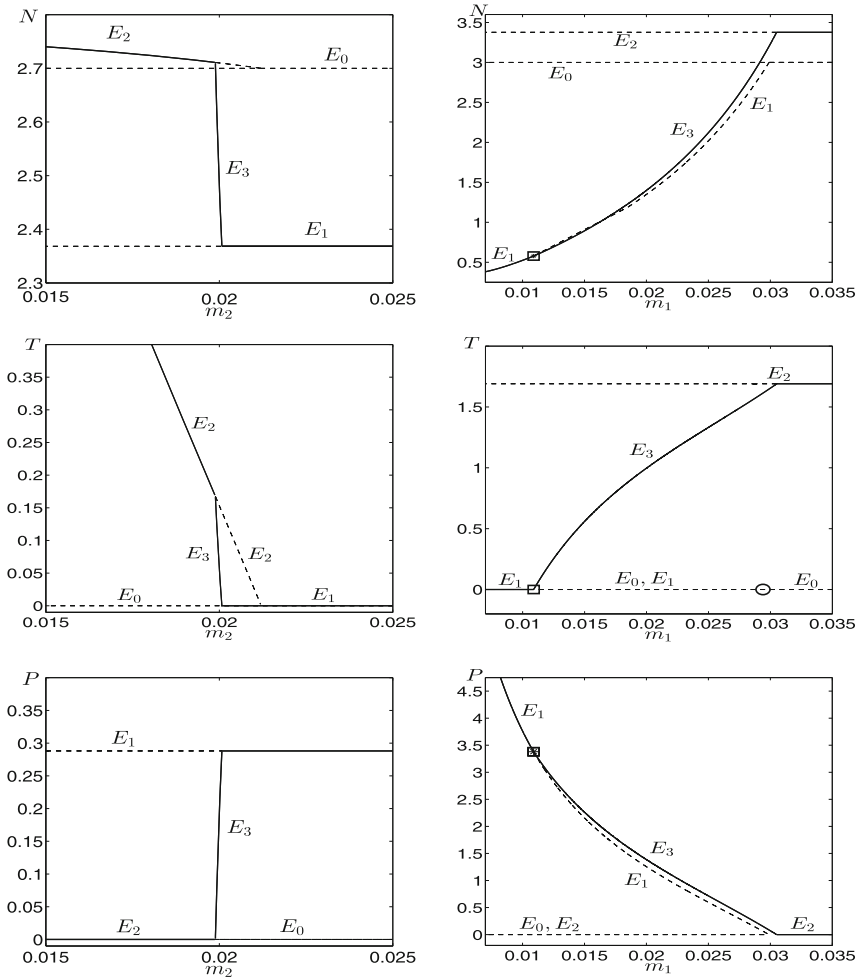 N
2.8
2.7
2.6
2.5
2.4
2.3
E₂
E₀
E₃
E₁
0.015
0.02
0.025
m₂
N
3.5
3
2.5
2
1.5
1
0.5
E₂
E₀
E₁
E₃
E₁
0.01
0.015
0.02
0.025
0.03
0.035
m₁
T
0.35
0.3
0.25
0.2
0.15
0.1
0.05
0
E₂
E₃
E₂
E₀
E₁
0.015
0.02
0.025
m₂
T
1.5
1
0.5
0
E₂
E₃
E₁
E₀, E₁
E₀
0.01
0.015
0.02
0.025
0.03
0.035
m₁
P
0.35
0.3
0.25
0.2
0.15
0.1
0.05
0
E₁
E₃
E₂
E₀
0.015
0.02
0.025
m₂
P
4.5
4
3.5
3
2.5
2
1.5
1
0.5
0
E₁
E₃
E₁
E₀, E₂
E₂
0.01
0.015
0.02
0.025
0.03
0.035
m₁